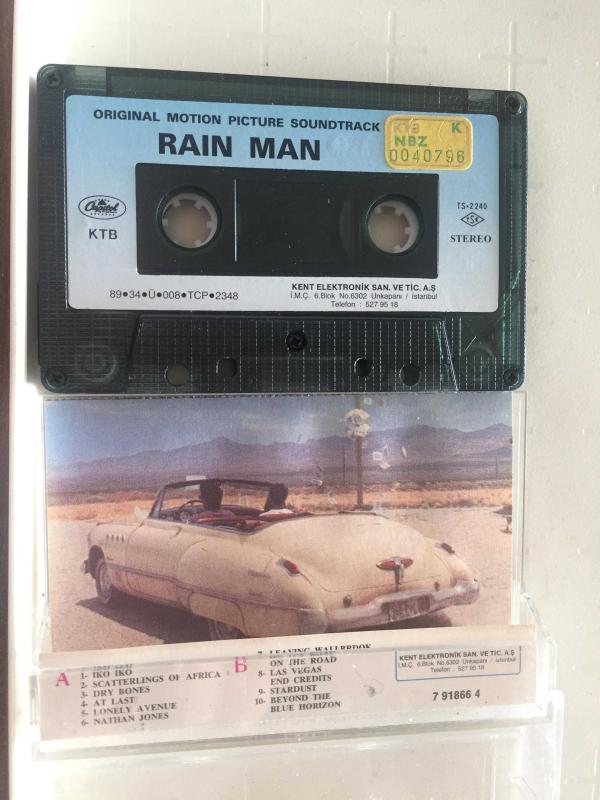 ORIGINAL MOTION PICTURE SOUNDTRACK
RAIN MAN
KTB K
NBZ
0040796
Capitol
KTB
TS-2240
TSK
STEREO
89●34●Ü●008●TCP●2348
KENT ELEKTRONİK SAN. VE TİC. A.Ş
İ.M.Ç. 6.Blok No.6302 Unkapanı / İstanbul
Telefon : 527 95 18
A
1- IKO IKO
2- SCATTERLINGS OF AFRICA
3- DRY BONES
4- AT LAST
5- LONELY AVENUE
6- NATHAN JONES
B
7- LEAVING WALLBROOK
ON THE ROAD
8- LAS VEGAS
END CREDITS
9- STARDUST
10- BEYOND THE
BLUE HORIZON
KENT ELEKTRONİK SAN. VE TİC. A.Ş
İ.M.Ç. 6.Blok No.6302 Unkapanı / İstanbul
Telefon : 527 95 18
7 91866 4